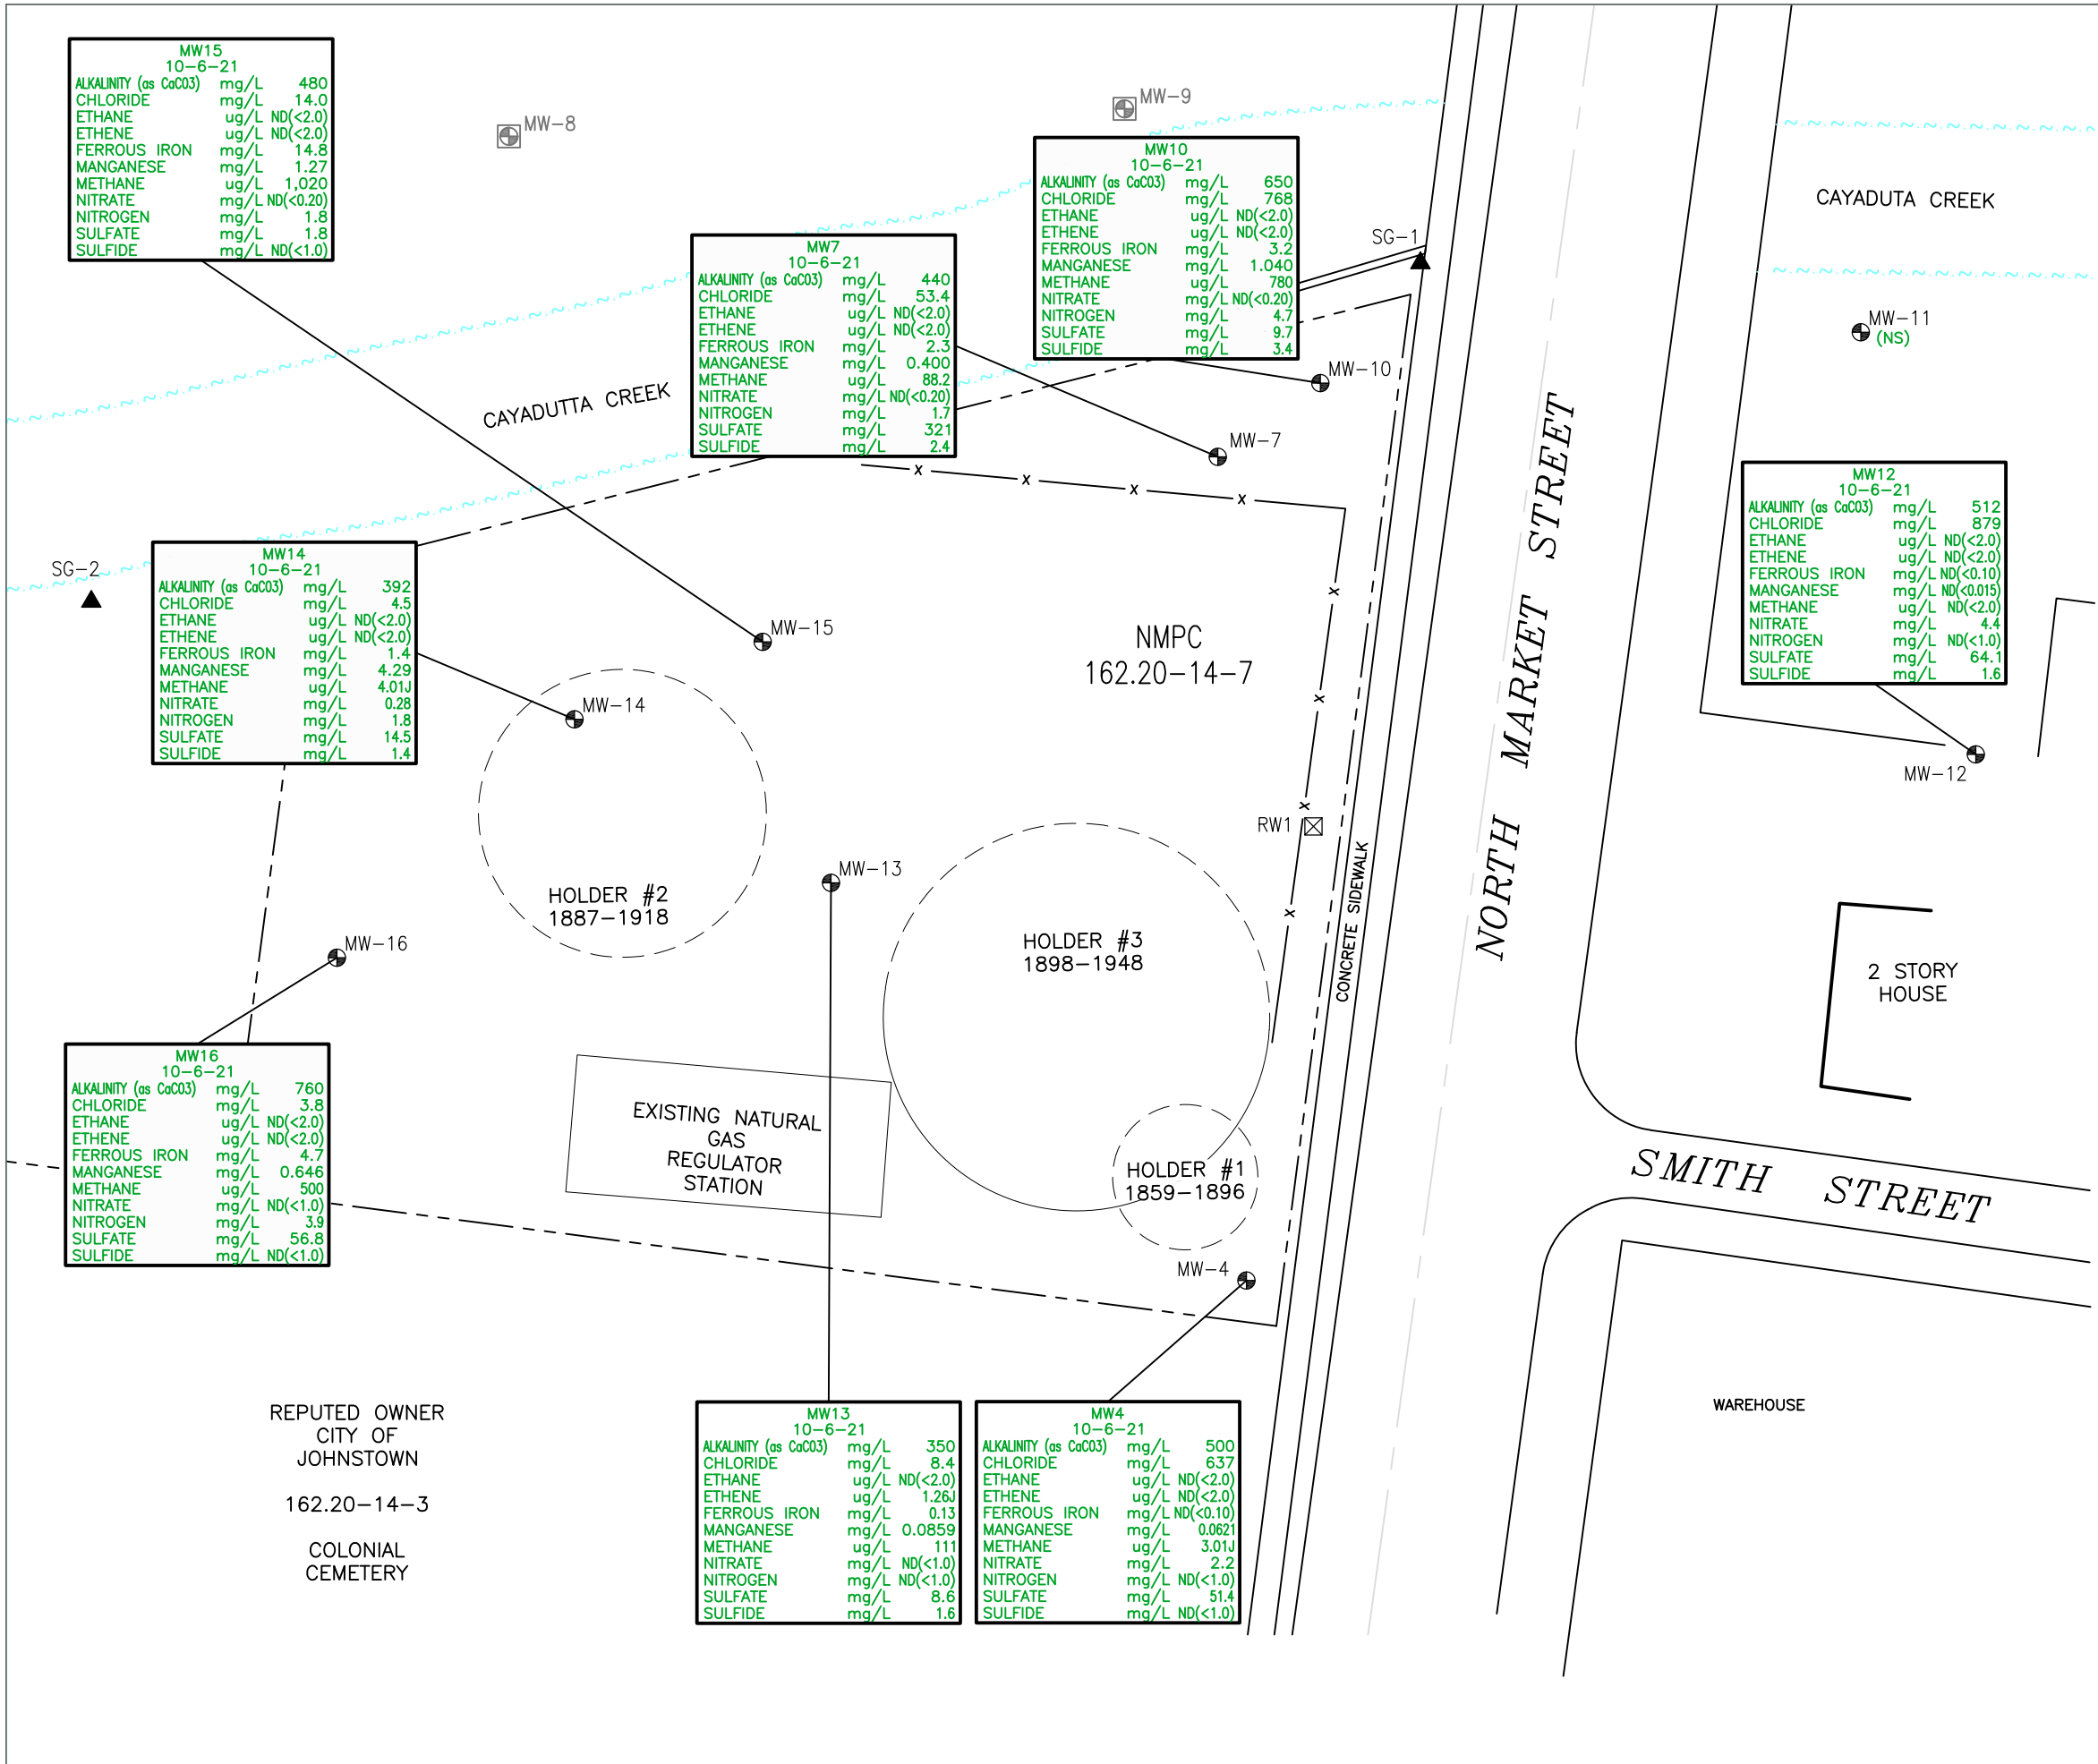 MW15
10-6-21
ALKALINITY (as CaCO3) mg/L 480
CHLORIDE mg/L 14.0
ETHANE ug/L ND(<2.0)
ETHENE ug/L ND(<2.0)
FERROUS IRON mg/L 14.8
MANGANESE mg/L 1.27
METHANE ug/L 1,020
NITRATE mg/L ND(<0.20)
NITROGEN mg/L 1.8
SULFATE mg/L 1.8
SULFIDE mg/L ND(<1.0)
MW-8
MW-9
MW10
10-6-21
ALKALINITY (as CaCO3) mg/L 650
CHLORIDE mg/L 768
ETHANE ug/L ND(<2.0)
ETHENE ug/L ND(<2.0)
FERROUS IRON mg/L 3.2
MANGANESE mg/L 1.040
METHANE ug/L 780
NITRATE mg/L ND(<0.20)
NITROGEN mg/L 4.7
SULFATE mg/L 9.7
SULFIDE mg/L 3.4
SG-1
CAYADUTA CREEK
MW-11
(NS)
MW7
10-6-21
ALKALINITY (as CaCO3) mg/L 440
CHLORIDE mg/L 53.4
ETHANE ug/L ND(<2.0)
ETHENE ug/L ND(<2.0)
FERROUS IRON mg/L 2.3
MANGANESE mg/L 0.400
METHANE ug/L 88.2
NITRATE mg/L ND(<0.20)
NITROGEN mg/L 1.7
SULFATE mg/L 321
SULFIDE mg/L 2.4
MW-10
CAYADUTTA CREEK
MW-7
x x x x
MW12
10-6-21
ALKALINITY (as CaCO3) mg/L 512
CHLORIDE mg/L 879
ETHANE ug/L ND(<2.0)
ETHENE ug/L ND(<2.0)
FERROUS IRON mg/L ND(<0.10)
MANGANESE mg/L ND(<0.015)
METHANE ug/L ND(<2.0)
NITRATE mg/L 4.4
NITROGEN mg/L ND(<1.0)
SULFATE mg/L 64.1
SULFIDE mg/L 1.6
MW-12
SG-2
MW14
10-6-21
ALKALINITY (as CaCO3) mg/L 392
CHLORIDE mg/L 4.5
ETHANE ug/L ND(<2.0)
ETHENE ug/L ND(<2.0)
FERROUS IRON mg/L 1.4
MANGANESE mg/L 4.29
METHANE ug/L 4.01J
NITRATE mg/L 0.28
NITROGEN mg/L 1.8
SULFATE mg/L 14.5
SULFIDE mg/L 1.4
MW-15
MW-14
NMPC
162.20-14-7
x
x
x
x
NORTH MARKET STREET
RW1
CONCRETE SIDEWALK
MW-13
HOLDER #2
1887-1918
HOLDER #3
1898-1948
MW-16
2 STORY
HOUSE
MW16
10-6-21
ALKALINITY (as CaCO3) mg/L 760
CHLORIDE mg/L 3.8
ETHANE ug/L ND(<2.0)
ETHENE ug/L ND(<2.0)
FERROUS IRON mg/L 4.7
MANGANESE mg/L 0.646
METHANE ug/L 500
NITRATE mg/L ND(<1.0)
NITROGEN mg/L 3.9
SULFATE mg/L 56.8
SULFIDE mg/L ND(<1.0)
EXISTING NATURAL
GAS
REGULATOR
STATION
HOLDER #1
1859-1896
SMITH STREET
MW-4
REPUTED OWNER
CITY OF
JOHNSTOWN
162.20-14-3
COLONIAL
CEMETERY
MW13
10-6-21
ALKALINITY (as CaCO3) mg/L 350
CHLORIDE mg/L 8.4
ETHANE ug/L ND(<2.0)
ETHENE ug/L 1.26J
FERROUS IRON mg/L 0.13
MANGANESE mg/L 0.0859
METHANE ug/L 111
NITRATE mg/L ND(<1.0)
NITROGEN mg/L ND(<1.0)
SULFATE mg/L 8.6
SULFIDE mg/L 1.6
MW4
10-6-21
ALKALINITY (as CaCO3) mg/L 500
CHLORIDE mg/L 637
ETHANE ug/L ND(<2.0)
ETHENE ug/L ND(<2.0)
FERROUS IRON mg/L ND(<0.10)
MANGANESE mg/L 0.0621
METHANE ug/L 3.01J
NITRATE mg/L 2.2
NITROGEN mg/L ND(<1.0)
SULFATE mg/L 51.4
SULFIDE mg/L ND(<1.0)
WAREHOUSE